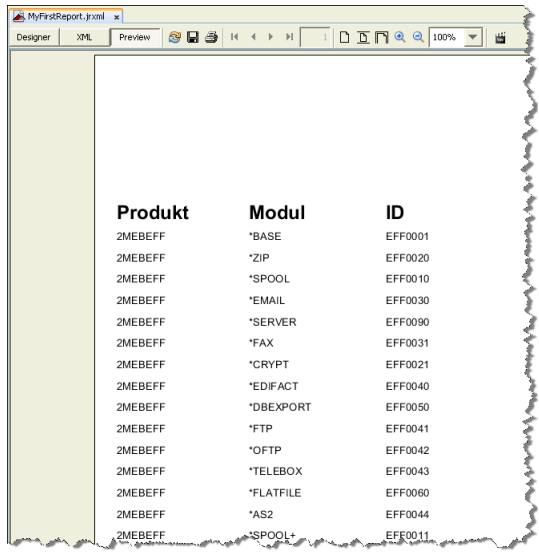 MyFirstReport.jrxml x
Designer XML Preview 1 100%
Produkt Modul ID
2MEBEFF *BASE EFF0001
2MEBEFF *ZIP EFF0020
2MEBEFF *SPOOL EFF0010
2MEBEFF *EMAIL EFF0030
2MEBEFF *SERVER EFF0090
2MEBEFF *FAX EFF0031
2MEBEFF *CRYPT EFF0021
2MEBEFF *EDIFACT EFF0040
2MEBEFF *DBEXPORT EFF0050
2MEBEFF *FTP EFF0041
2MEBEFF *OFTP EFF0042
2MEBEFF *TELEBOX EFF0043
2MEBEFF *FLATFILE EFF0060
2MEBEFF *AS2 EFF0044
2MEBEFF *SPOOL+ EFF0011